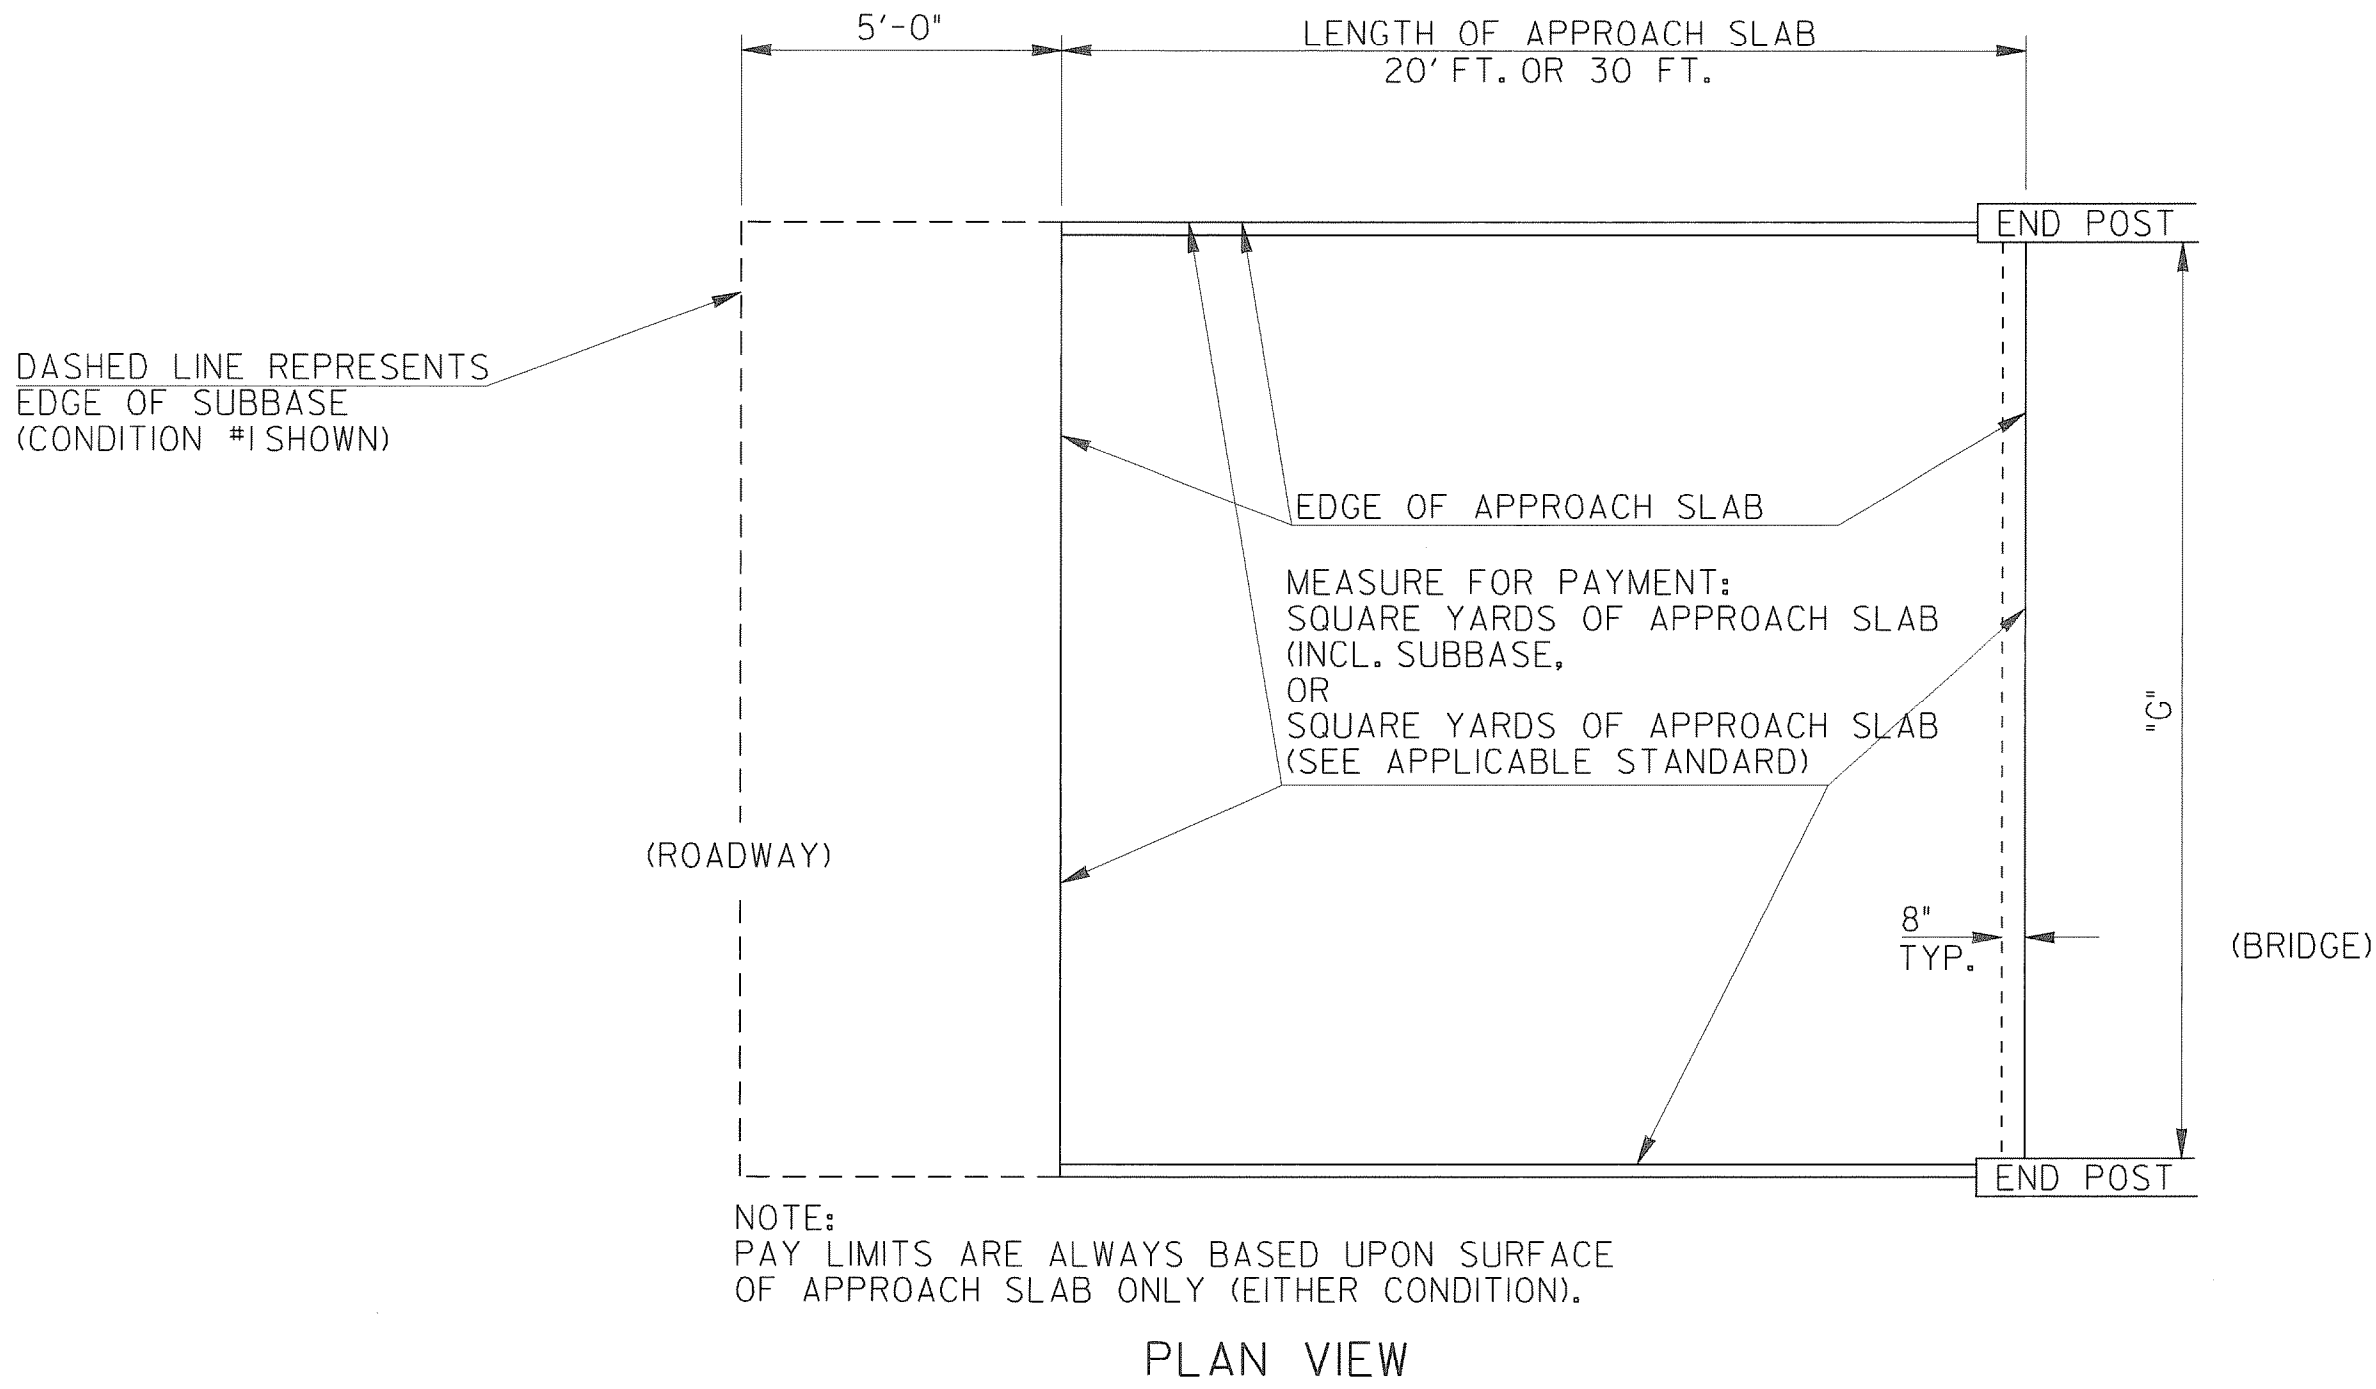 5'-0"
LENGTH OF APPROACH SLAB
20' FT. OR 30 FT.
END POST
DASHED LINE REPRESENTS
EDGE OF SUBBASE
(CONDITION #1 SHOWN)
EDGE OF APPROACH SLAB
MEASURE FOR PAYMENT:
SQUARE YARDS OF APPROACH SLAB
(INCL. SUBBASE,
OR
SQUARE YARDS OF APPROACH SLAB
(SEE APPLICABLE STANDARD)
"G"
(ROADWAY)
8"
TYP.
(BRIDGE)
END POST
NOTE:
PAY LIMITS ARE ALWAYS BASED UPON SURFACE
OF APPROACH SLAB ONLY (EITHER CONDITION).
PLAN VIEW